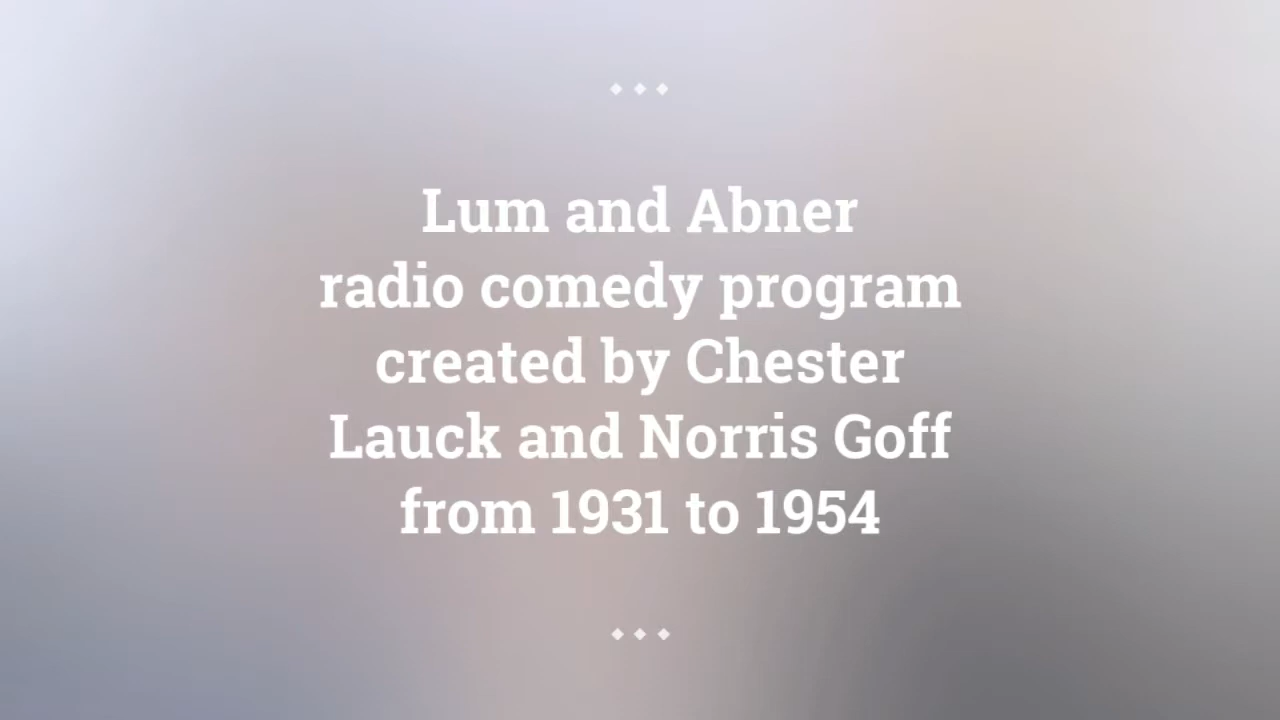 Lum and Abner
radio comedy program
created by Chester
Lauck and Norris Goff
from 1931 to 1954